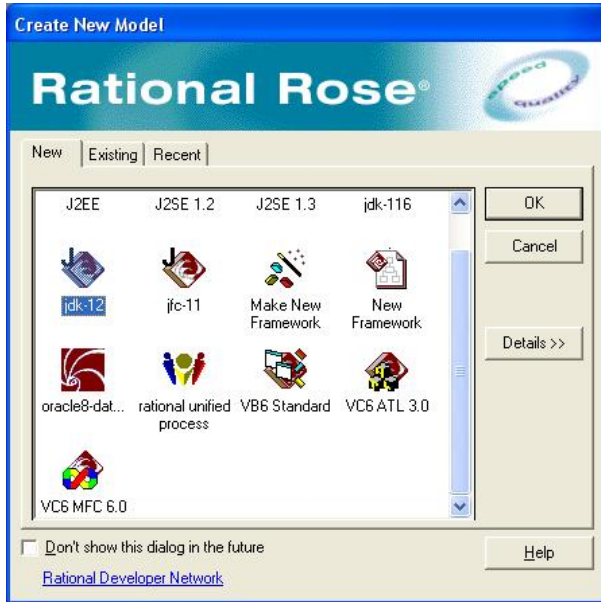 Create New Model
Rational Rose®
speed
quality
New Existing Recent
J2EE J2SE 1.2 J2SE 1.3 jdk-116
OK
Cancel
jdk-12 jfc-11 Make New Framework New Framework
Details >>
oracle8-dat... rational unified process VB6 Standard VC6 ATL 3.0
VC6 MFC 6.0
Don't show this dialog in the future
Help
Rational Developer Network